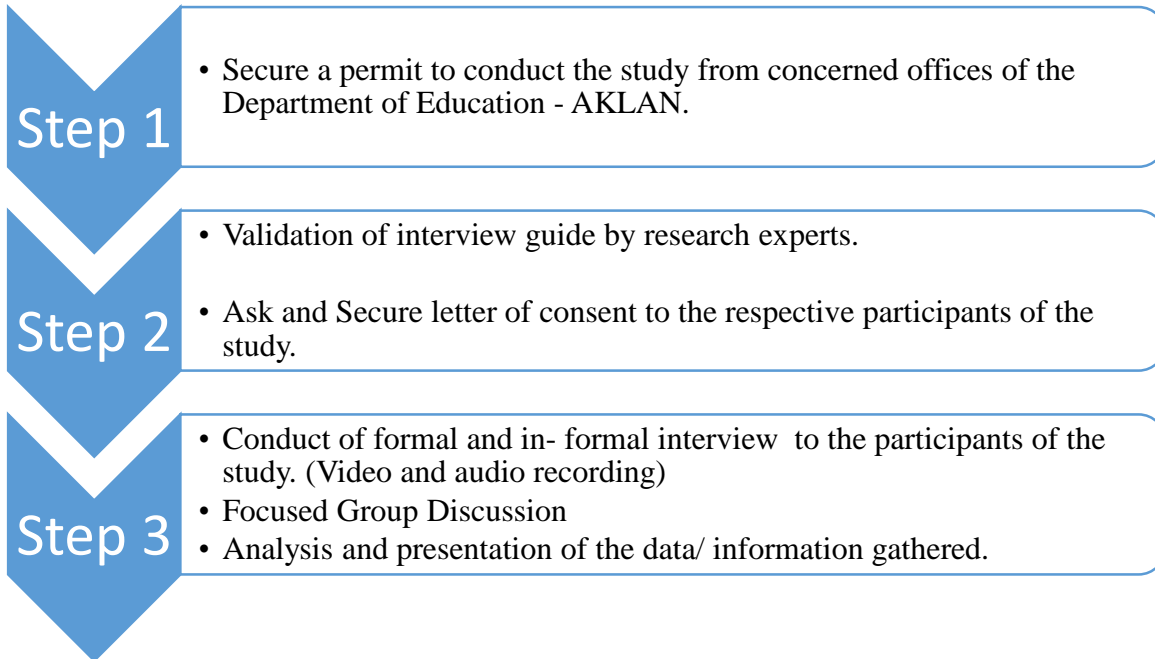 Step 1
• Secure a permit to conduct the study from concerned offices of the
Department of Education - AKLAN.
Step 2
• Validation of interview guide by research experts.
• Ask and Secure letter of consent to the respective participants of the
study.
Step 3
• Conduct of formal and in- formal interview  to the participants of the
study. (Video and audio recording)
• Focused Group Discussion
• Analysis and presentation of the data/ information gathered.